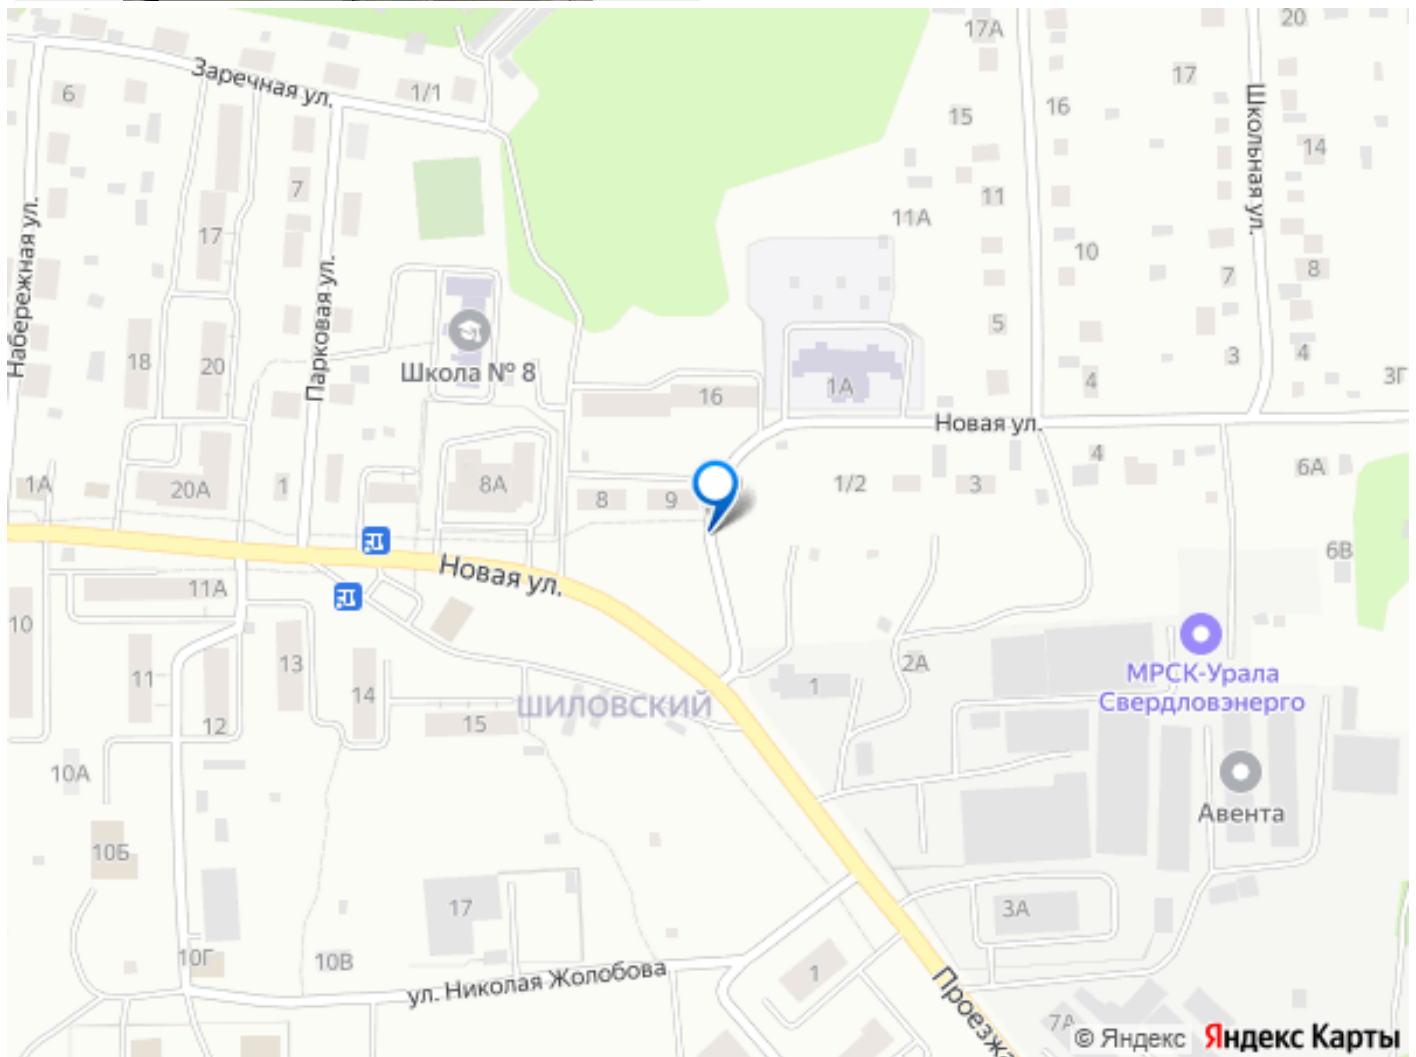 17А
20
Заречная ул.
6
1/1
17
16
15
Школьная ул.
14
7
11
11А
Набережная ул.
17
Парковая ул.
10
7
8
5
18
20
Школа № 8
3
4
1А
4
3Г
16
Новая ул.
4
6А
1А
20А
1
8А
8
9
1/2
3
6В
Новая ул.
11А
10
11
13
14
2А
1
МРСК-Урала
Свердловэнерго
ШИЛОВСКИЙ
12
15
10А
Авента
10Б
17
3А
10Г
10В
ул. Николая Жолобова
1
Проезжа
7А
© Яндекс Яндекс Карты